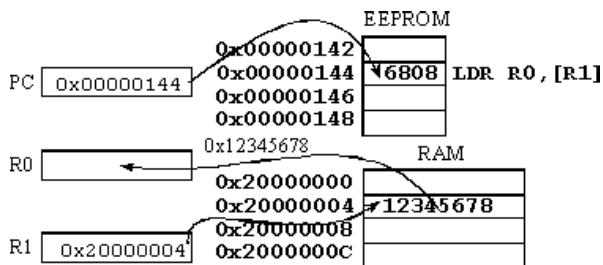 EEPROM
0x00000142
PC 0x00000144 0x00000144 6808 LDR R0,[R1]
0x00000146
0x00000148
0x12345678
R0 RAM
0x20000000
0x20000004 12345678
0x20000008
R1 0x20000004 0x2000000C